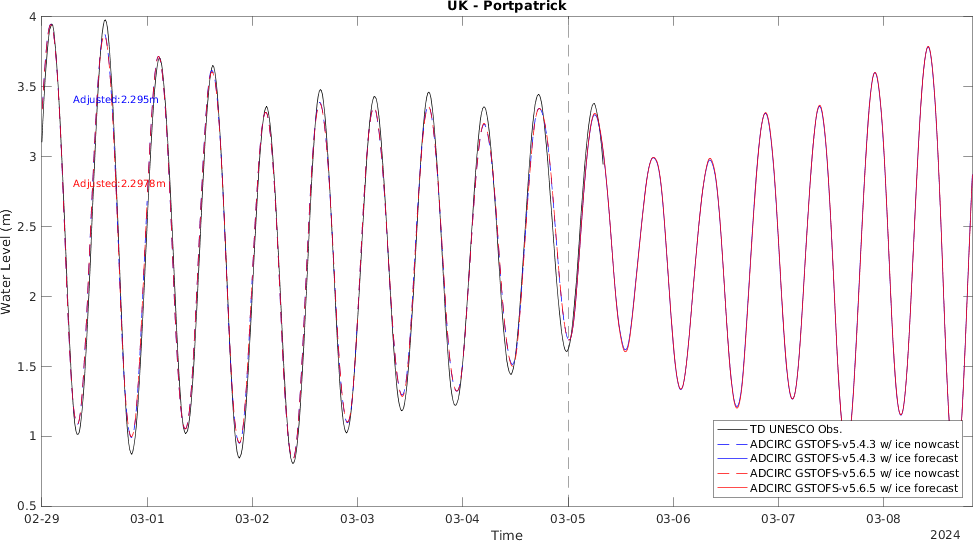 UK - Portpatrick
4
3.5
3
2.5
2
1.5
1
0.5
Water Level (m)
Adjusted:2.295m
Adjusted:2.2978m
TD UNESCO Obs.
ADCIRC GSTOFS-v5.4.3 w/ ice nowcast
ADCIRC GSTOFS-v5.4.3 w/ ice forecast
ADCIRC GSTOFS-v5.6.5 w/ ice nowcast
ADCIRC GSTOFS-v5.6.5 w/ ice forecast
02-29 03-01 03-02 03-03 03-04 03-05 03-06 03-07 03-08
Time
2024